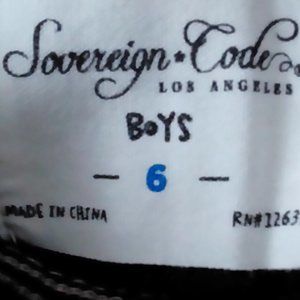 Sovereign Code
LOS ANGELES
BOYS
— 6 —
MADE IN CHINA
RN#1263